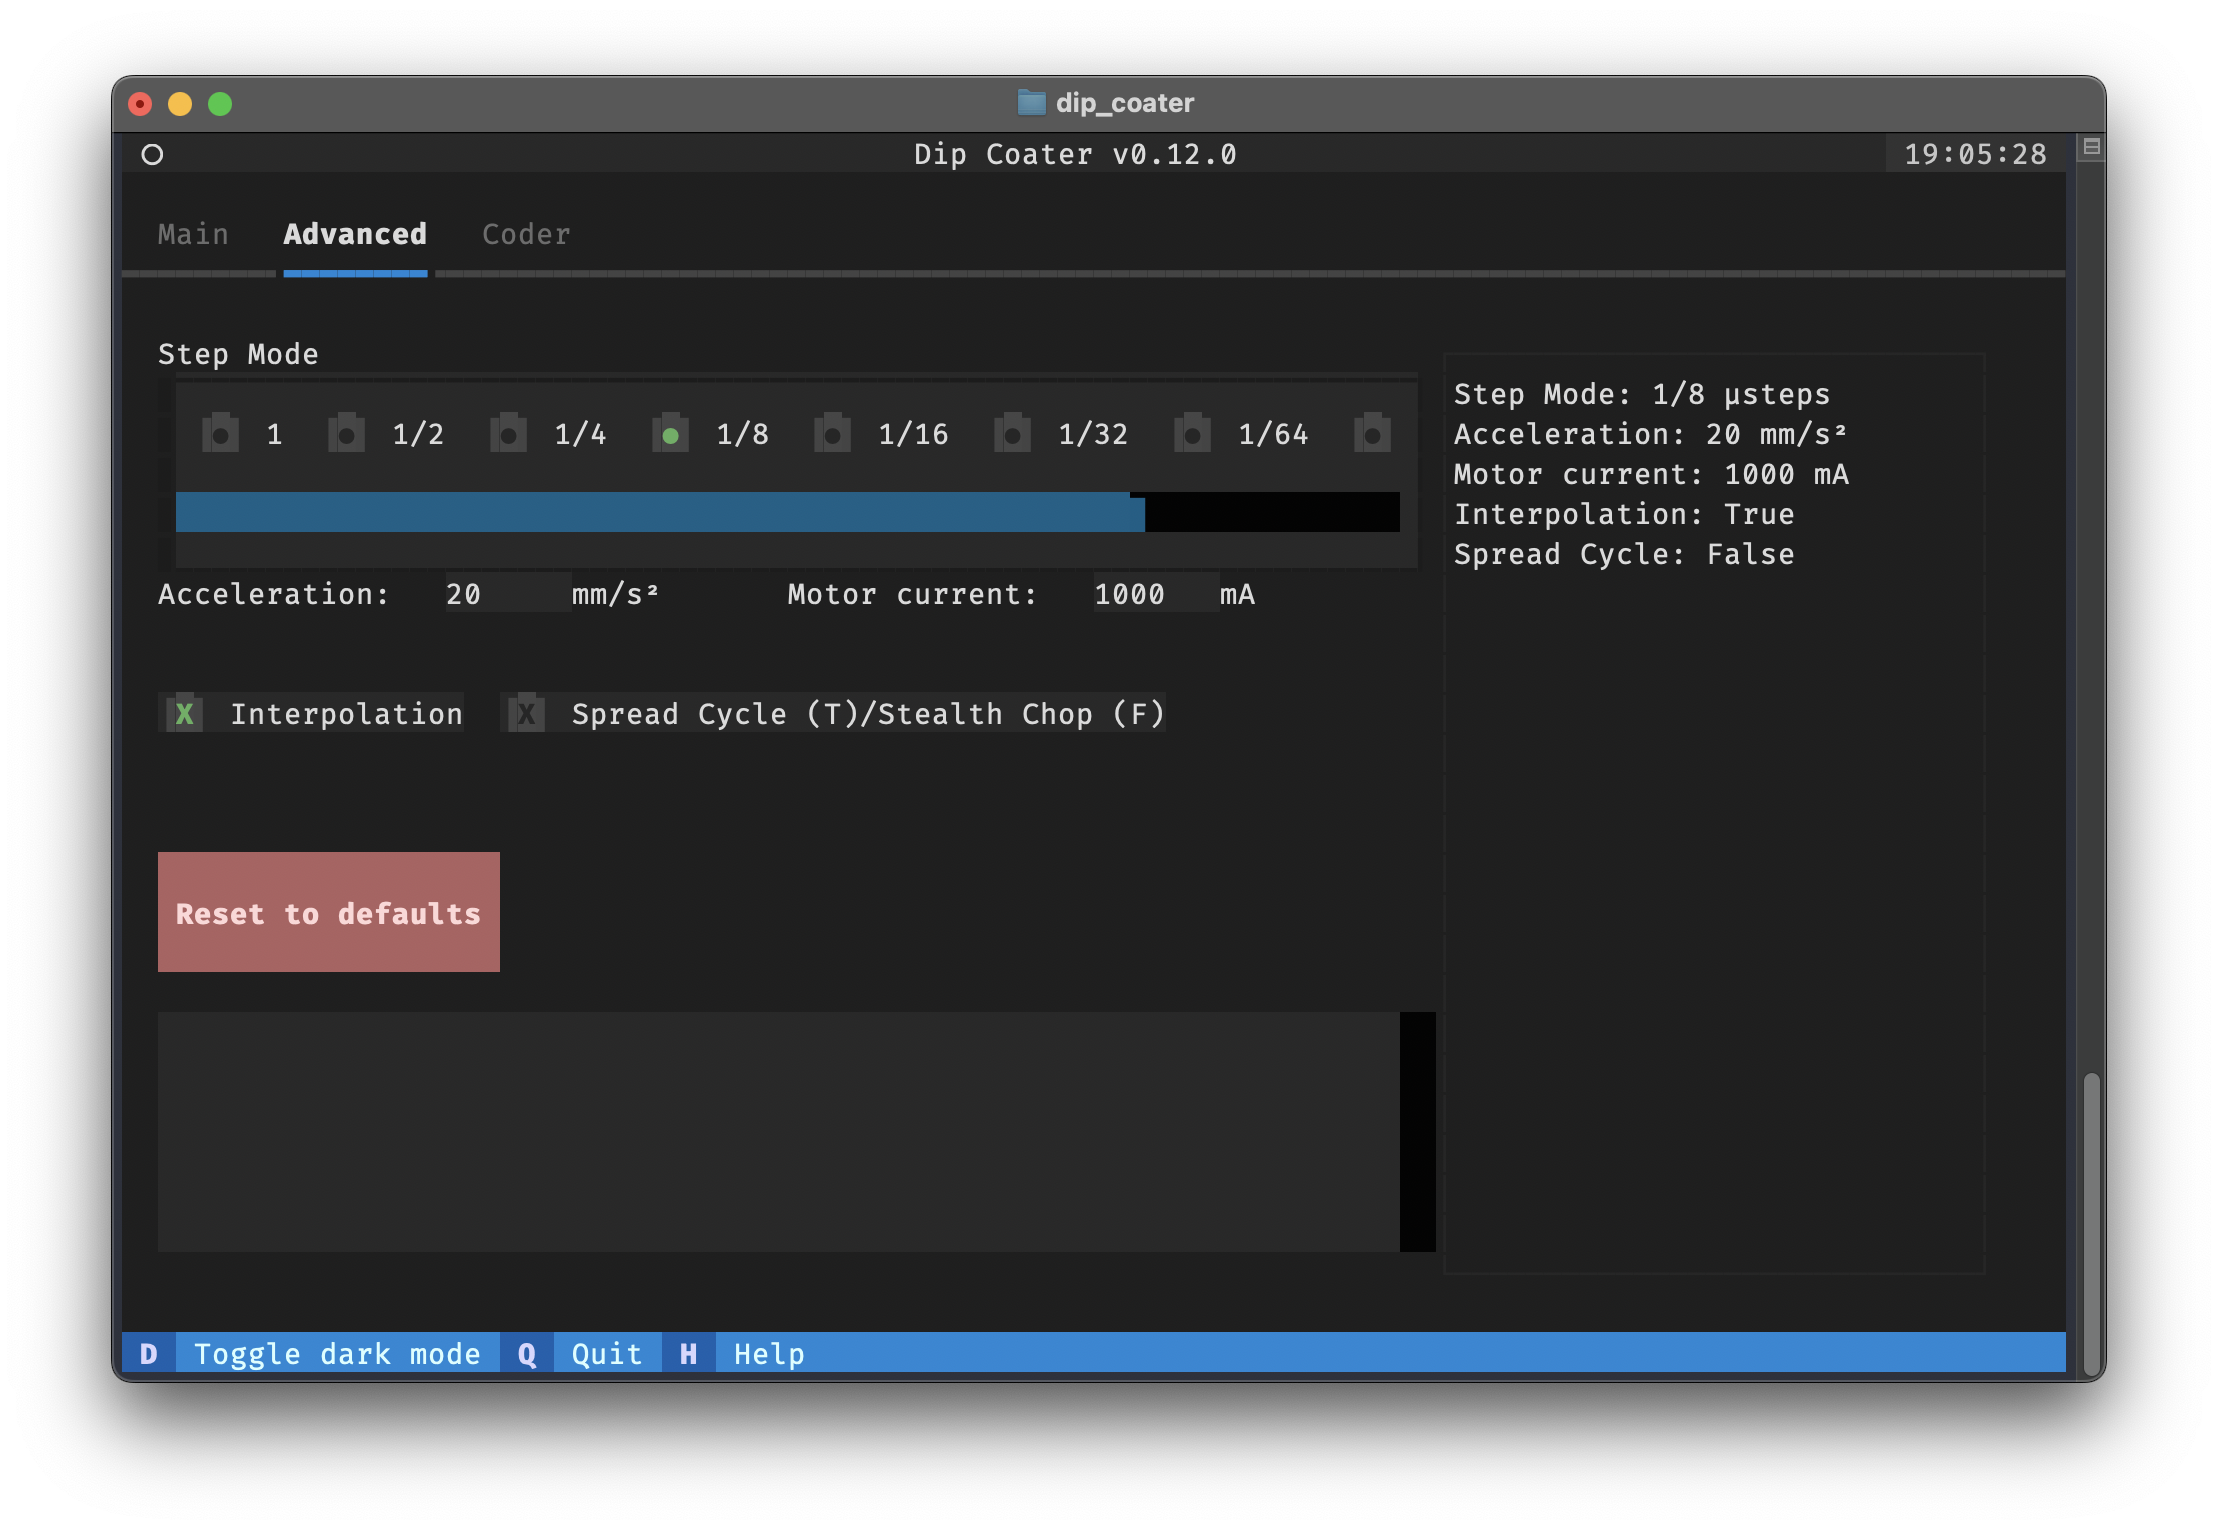 dip_coater
Dip Coater v0.12.0 19:05:28
Main Advanced Coder
Step Mode
1 1/2 1/4 1/8 1/16 1/32 1/64
Acceleration: 20 mm/s² Motor current: 1000 mA
X Interpolation X Spread Cycle (T)/Stealth Chop (F)
Reset to defaults
Step Mode: 1/8 µsteps
Acceleration: 20 mm/s²
Motor current: 1000 mA
Interpolation: True
Spread Cycle: False
D Toggle dark mode Q Quit H Help